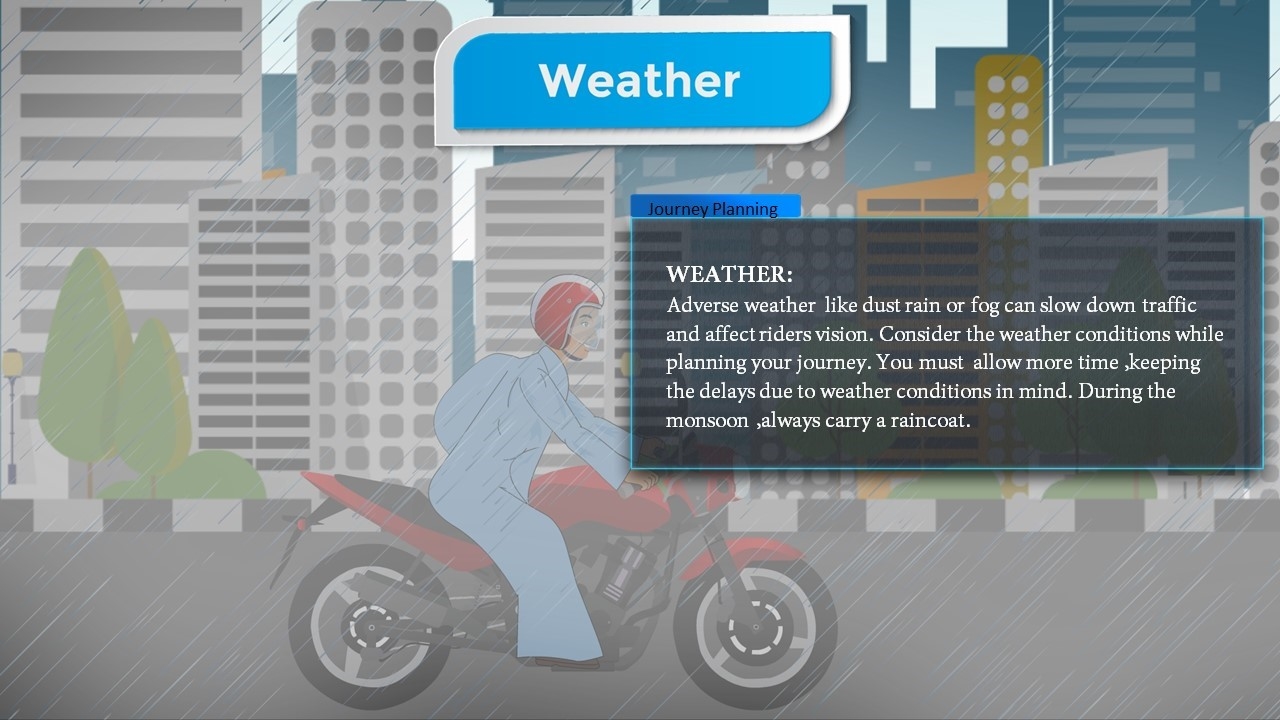 Weather
Journey Planning
WEATHER:
Adverse weather like dust rain or fog can slow down traffic
and affect riders vision. Consider the weather conditions while
planning your journey. You must allow more time ,keeping
the delays due to weather conditions in mind. During the
monsoon ,always carry a raincoat.